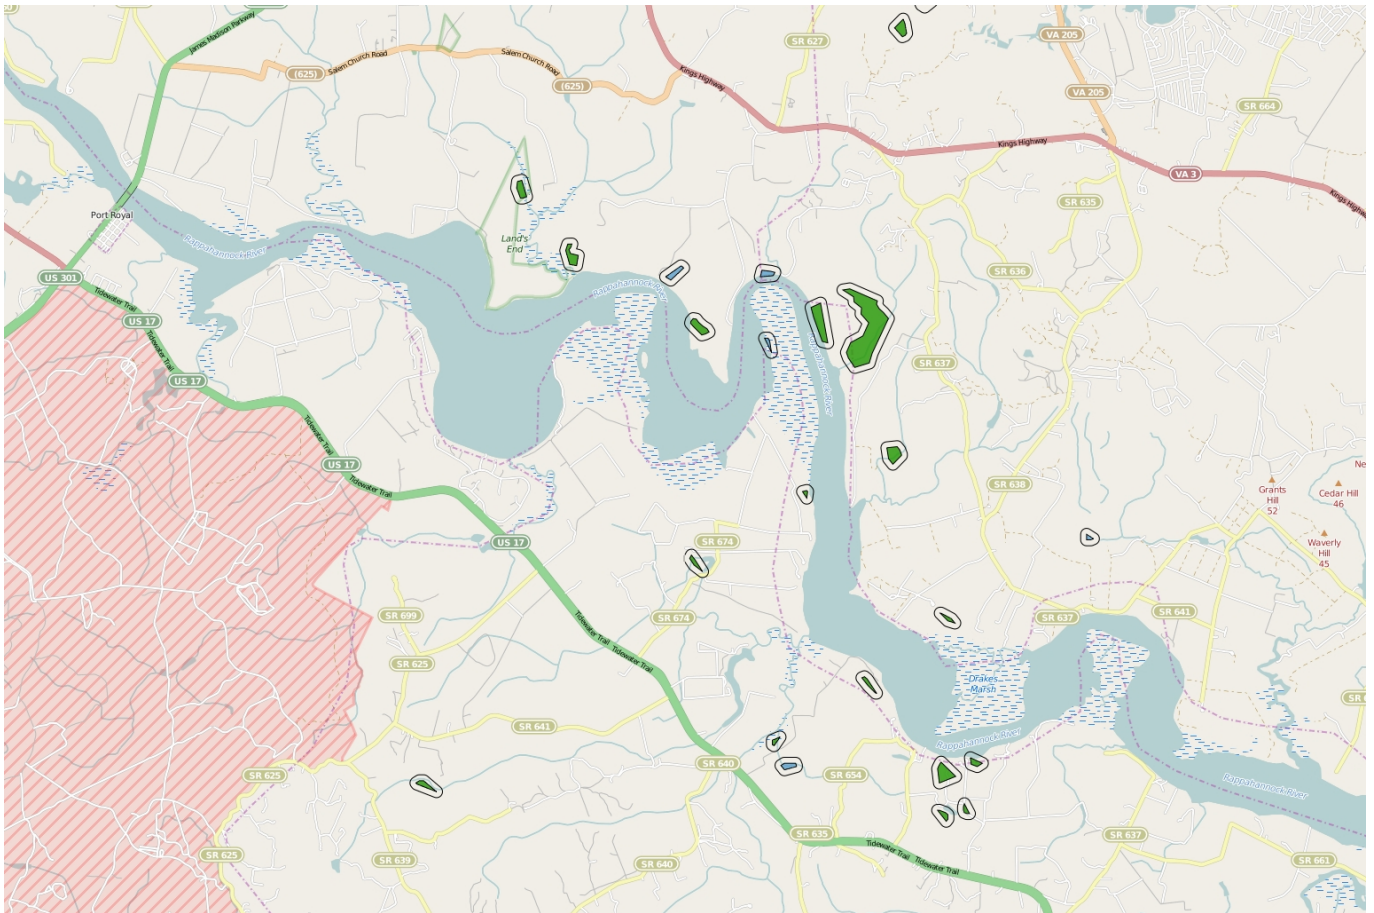 James Madison Parkway
SR 627
VA 205
(625)
Salem Church Road
Salem Church Road
(625)
Kings Highway
VA 205
SR 664
Kings Highway
VA 3
Kings Highway
SR 635
Port Royal
Rappahannock River
Land's
End
US 301
Tidewater Trail
US 17
Tidewater Trail
US 17
Rappahannock River
Rappahannock River
SR 636
SR 637
Tidewater Trail
US 17
Tidewater Trail
SR 638
Grants
Hill
52
Ne
Cedar Hill
46
Waverly
Hill
45
US 17
SR 674
SR 699
SR 674
Tidewater Trail
Tidewater Trail
SR 625
SR 637
SR 641
Drakes
Marsh
SR 641
Rappahannock River
SR 625
SR 640
SR 654
Rappahannock River
SR 635
Tidewater Trail
Tidewater Trail
SR 637
SR 625
SR 639
SR 640
SR 661